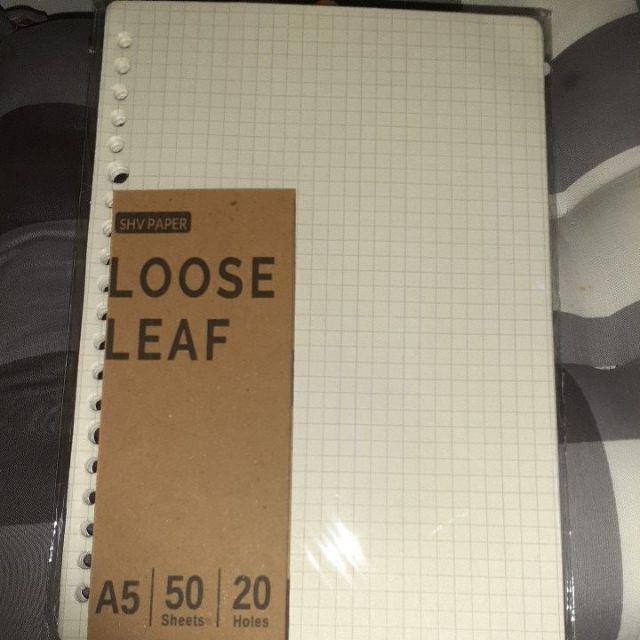 SHV PAPER
LOOSE
LEAF
A5 50 20
Sheets Holes